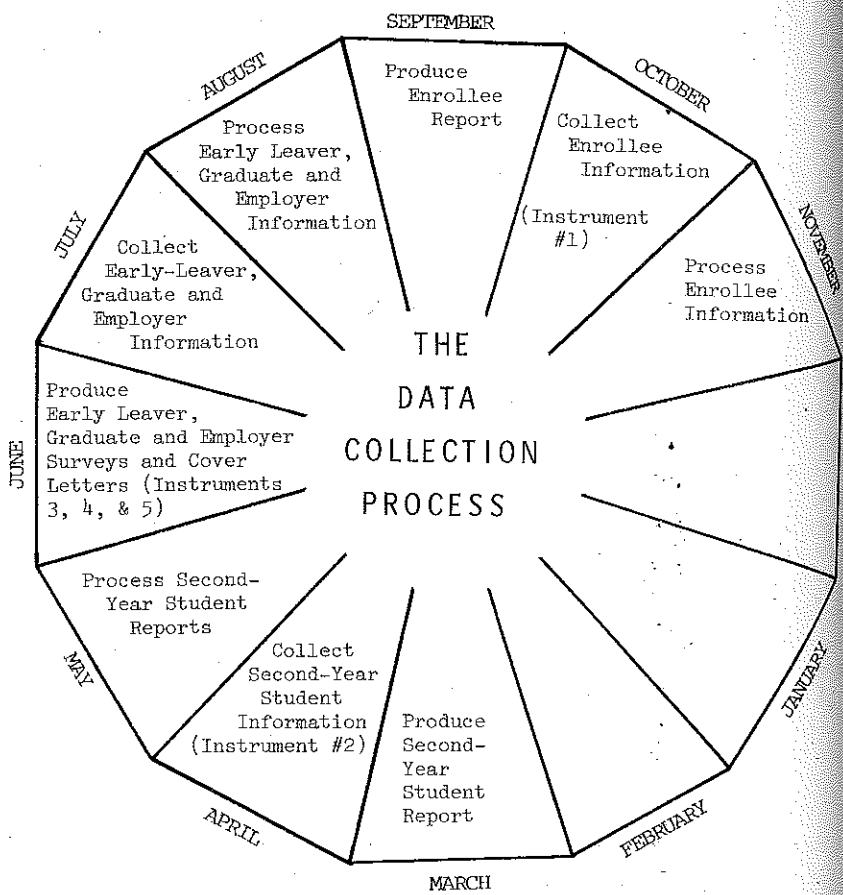 SEPTEMBER
Produce
Enrollee
Report
OCTOBER
Collect
Enrollee
Information
(Instrument
#1)
NOVEMBER
Process
Enrollee
Information
JANUARY
FEBRUARY
MARCH
Produce
Second-
Year
Student
Report
APRIL
Collect
Second-Year
Student
Information
(Instrument #2)
MAY
Process Second-
Year Student
Reports
JUNE
Produce
Early Leaver,
Graduate and Employer
Surveys and Cover
Letters (Instruments
3, 4, & 5)
JULY
Collect
Early-Leaver,
Graduate and
Employer
Information
AUGUST
Process
Early Leaver,
Graduate and
Employer
Information
THE
DATA
COLLECTION
PROCESS